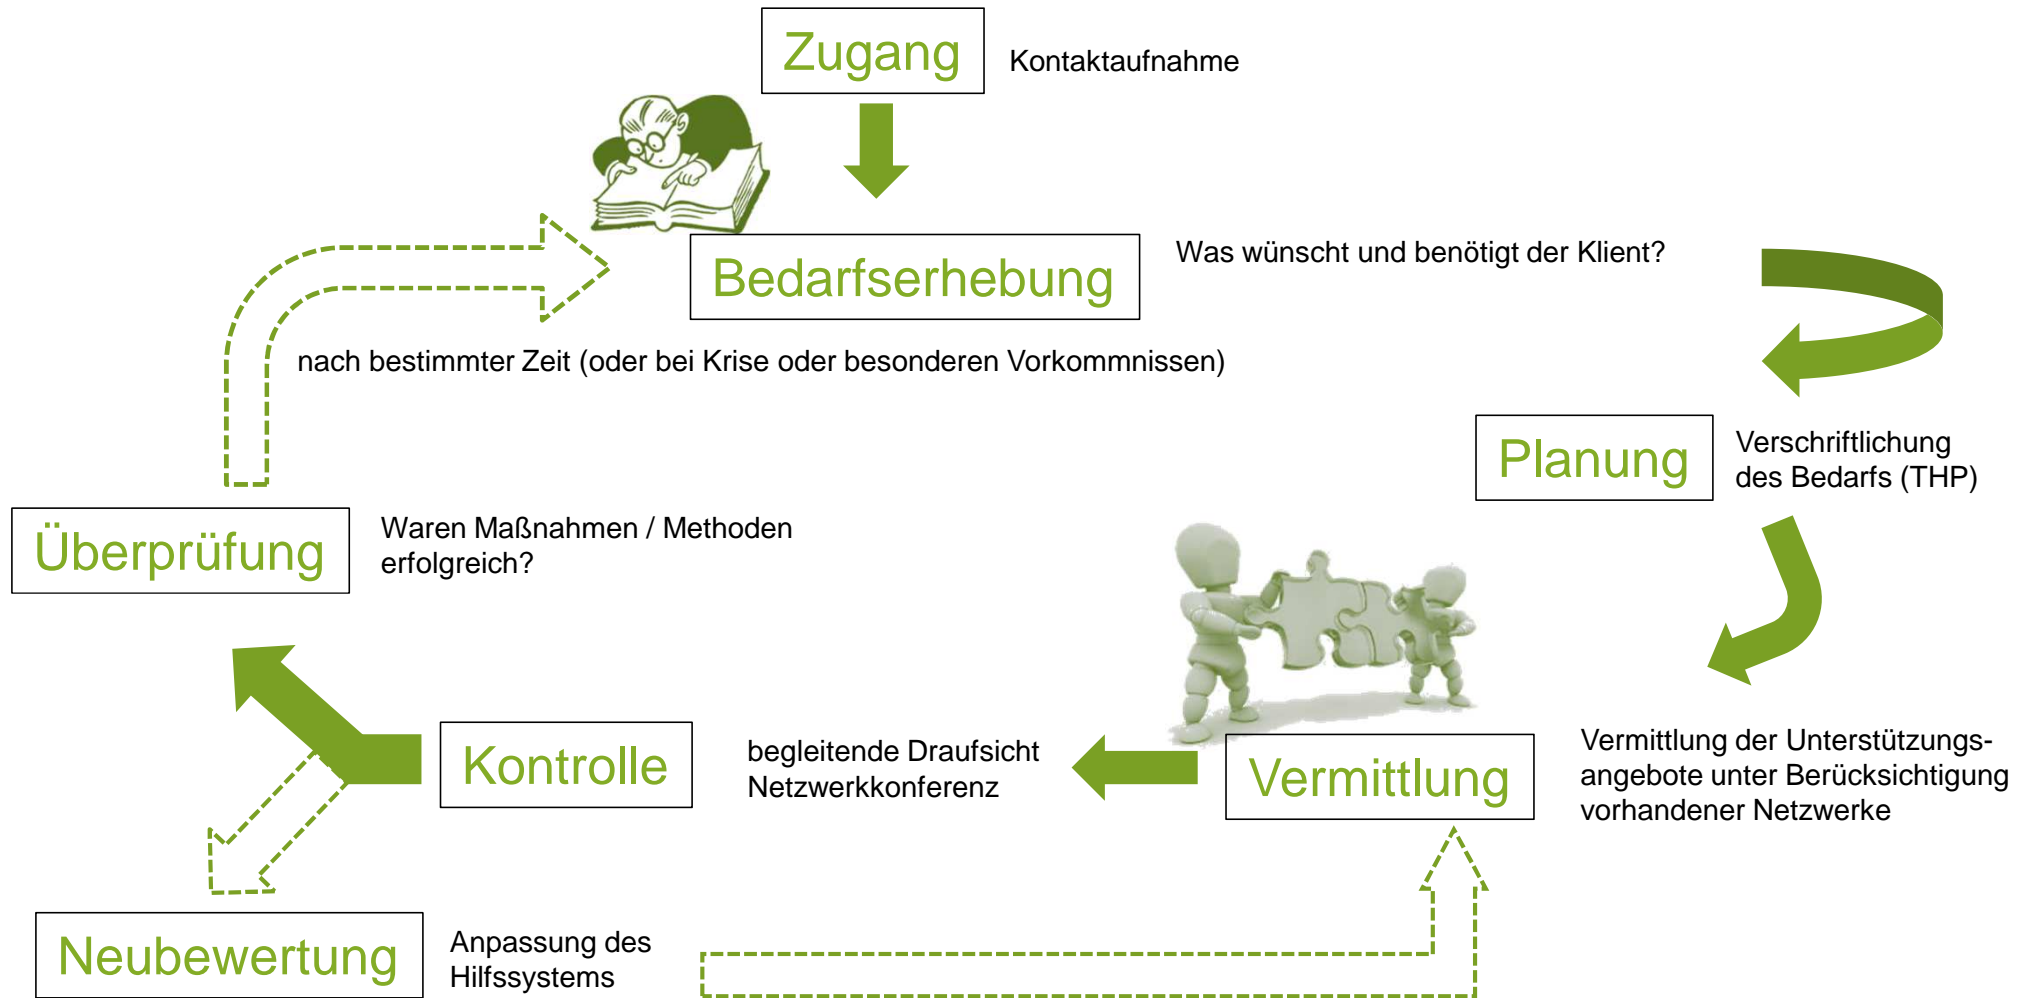 Zugang
Kontaktaufnahme
Bedarfserhebung
Was wünscht und benötigt der Klient?
nach bestimmter Zeit (oder bei Krise oder besonderen Vorkommnissen)
Planung
Verschriftlichung
des Bedarfs (THP)
Überprüfung
Waren Maßnahmen / Methoden
erfolgreich?
Kontrolle
begleitende Draufsicht
Netzwerkkonferenz
Vermittlung
Vermittlung der Unterstützungs-
angebote unter Berücksichtigung
vorhandener Netzwerke
Neubewertung
Anpassung des
Hilfssystems